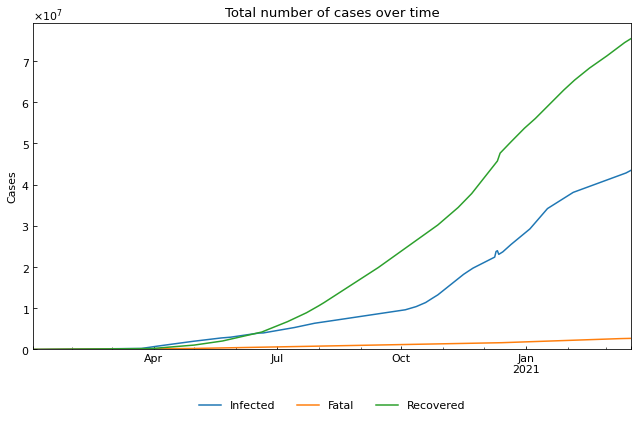 Total number of cases over time
×10⁷
Cases
7
6
5
4
3
2
1
0
Apr
Jul
Oct
Jan
2021
Infected
Fatal
Recovered